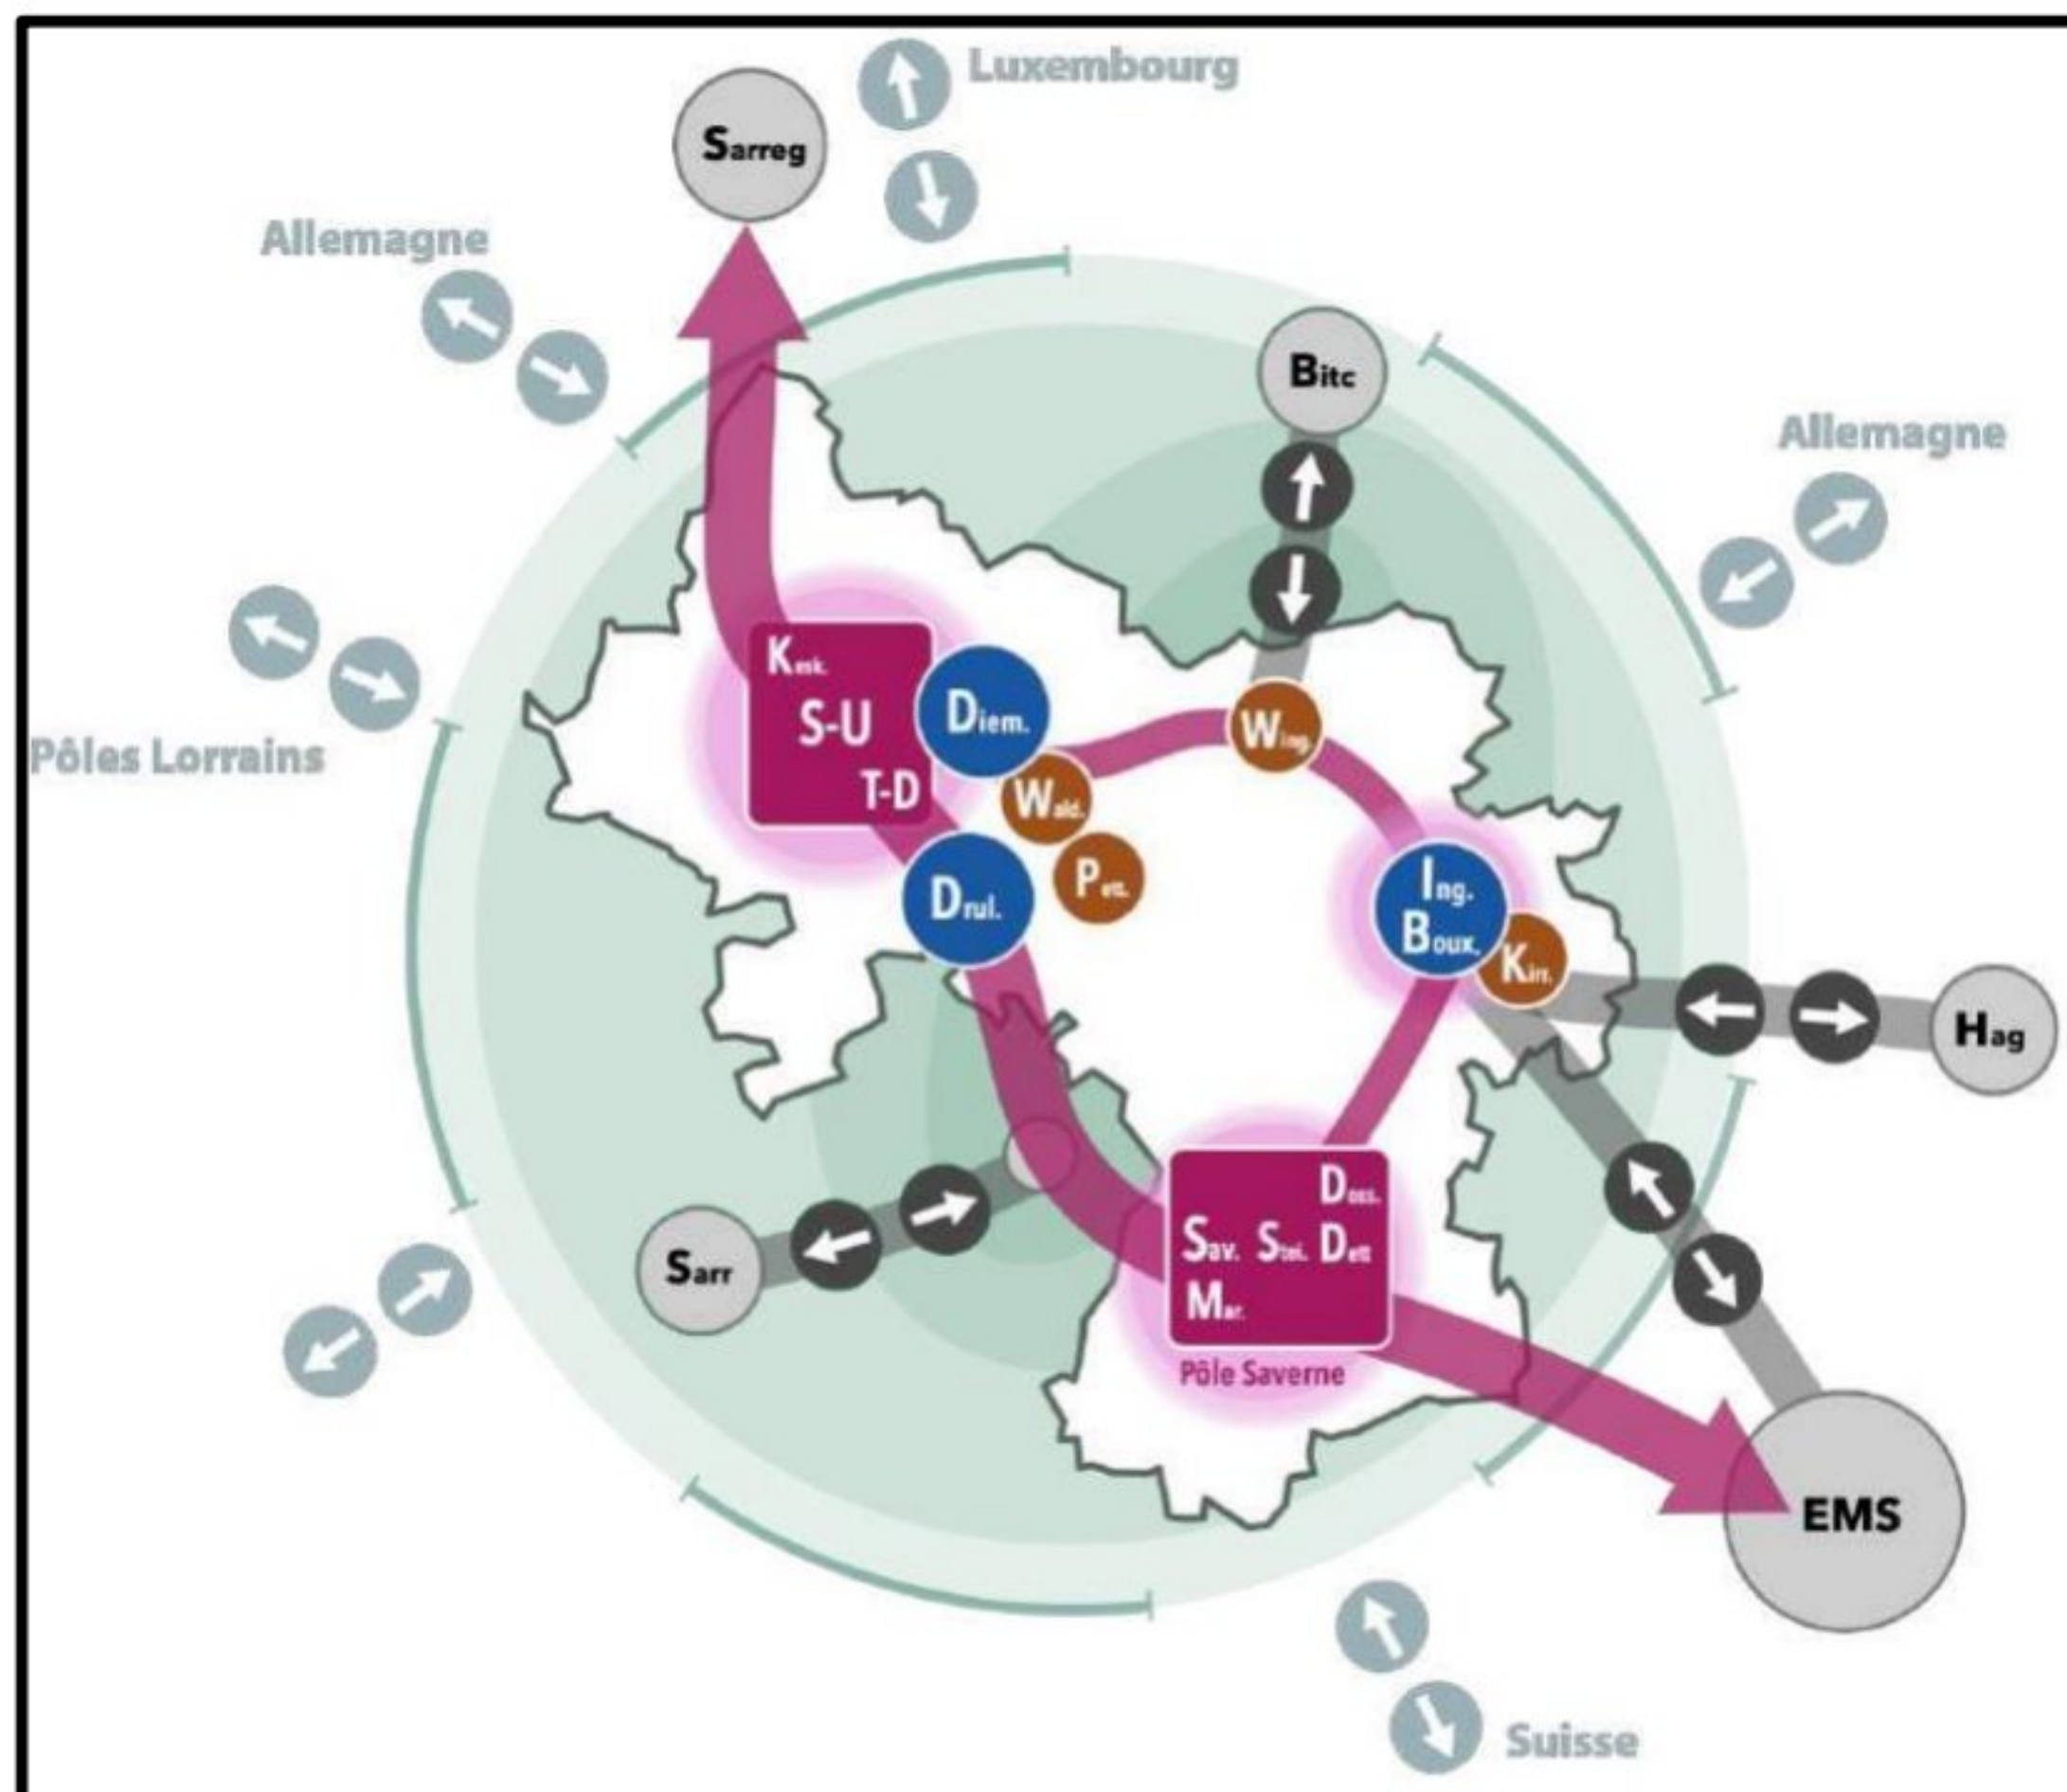 Luxembourg
Sarreg
Allemagne
Bitc
Allemagne
Kesk.
S-U
T-D
Diem.
Wing.
Pôles Lorrains
Wald.
Pett.
Drul.
Ing.
Boux.
Kirr.
Hag
Doss.
Sav. Stei. Dett
Mar.
Sarr
Pôle Saverne
EMS
Suisse